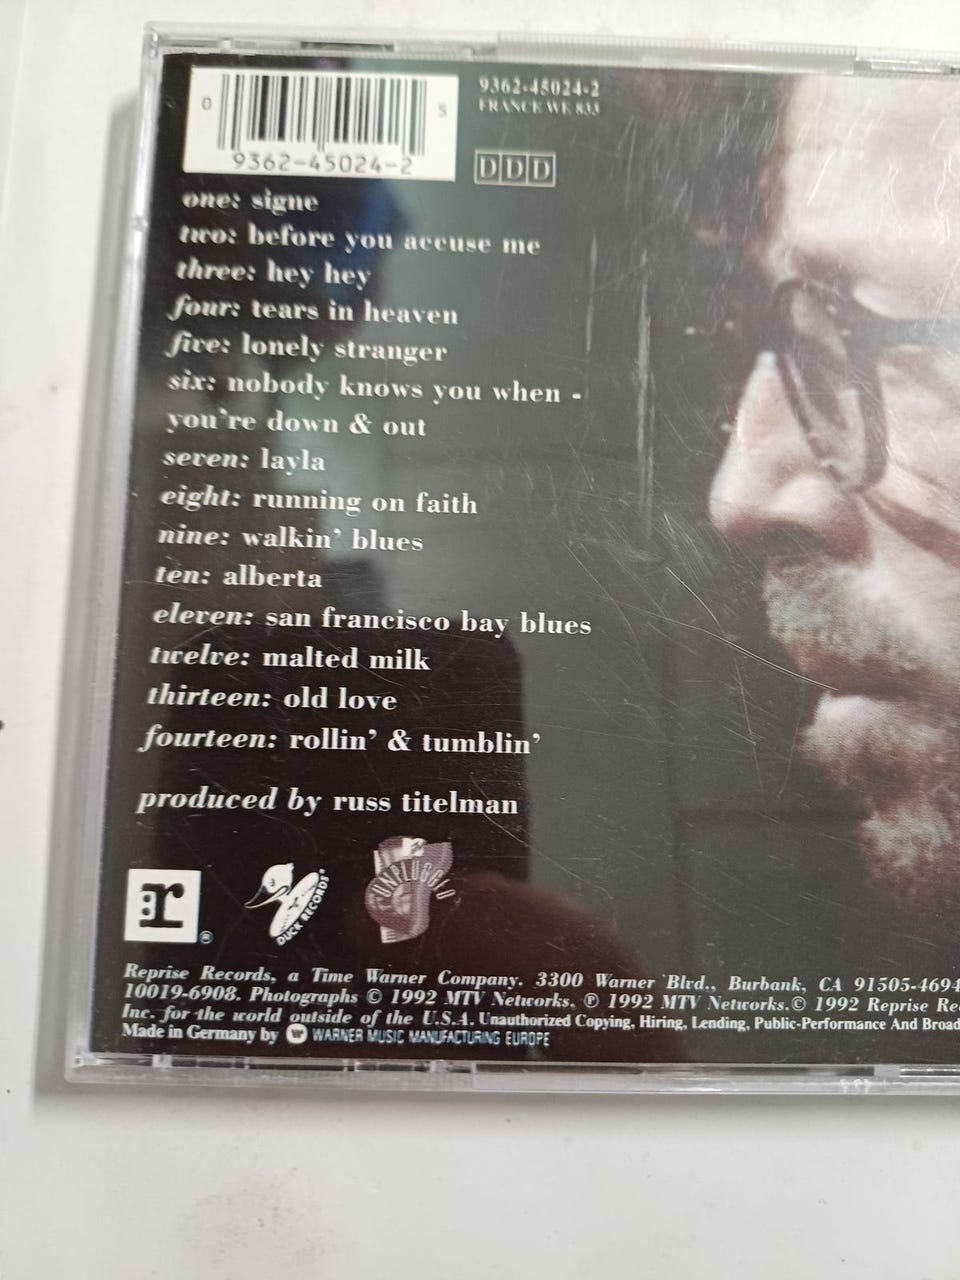 0
5
9362-45024-2
9362-45024-2
FRANCE WE 833
DDD
one: signe
two: before you accuse me
three: hey hey
four: tears in heaven
five: lonely stranger
six: nobody knows you when -
you're down & out
seven: layla
eight: running on faith
nine: walkin' blues
ten: alberta
eleven: san francisco bay blues
twelve: malted milk
thirteen: old love
fourteen: rollin' & tumblin'
produced by russ titelman
r ®
DUCK RECORDS
UNPLUGGED
Reprise Records, a Time Warner Company. 3300 Warner Blvd., Burbank, CA 91505-4694
10019-6908. Photographs © 1992 MTV Networks. ℗ 1992 MTV Networks.© 1992 Reprise
Inc. for the world outside of the U.S.A. Unauthorized Copying, Hiring, Lending, Public-Performance And
Made in Germany by WARNER MUSIC MANUFACTURING EUROPE